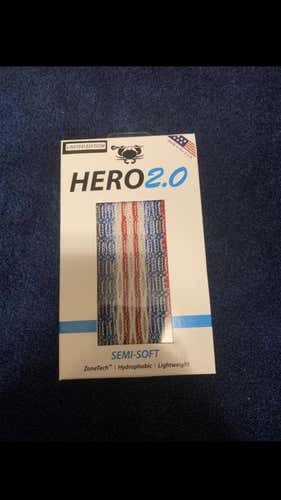 LIMITED EDITION
HERO2.0
SEMI-SOFT
ZoneTech™ | Hydrophobic | Lightweight